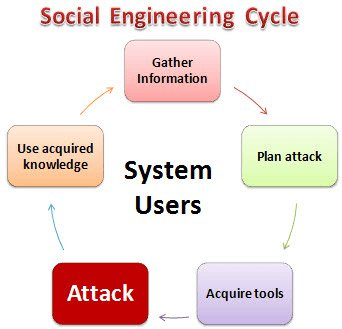 Social Engineering Cycle
Gather
Information
Plan attack
Acquire tools
Attack
Use acquired
knowledge
System
Users